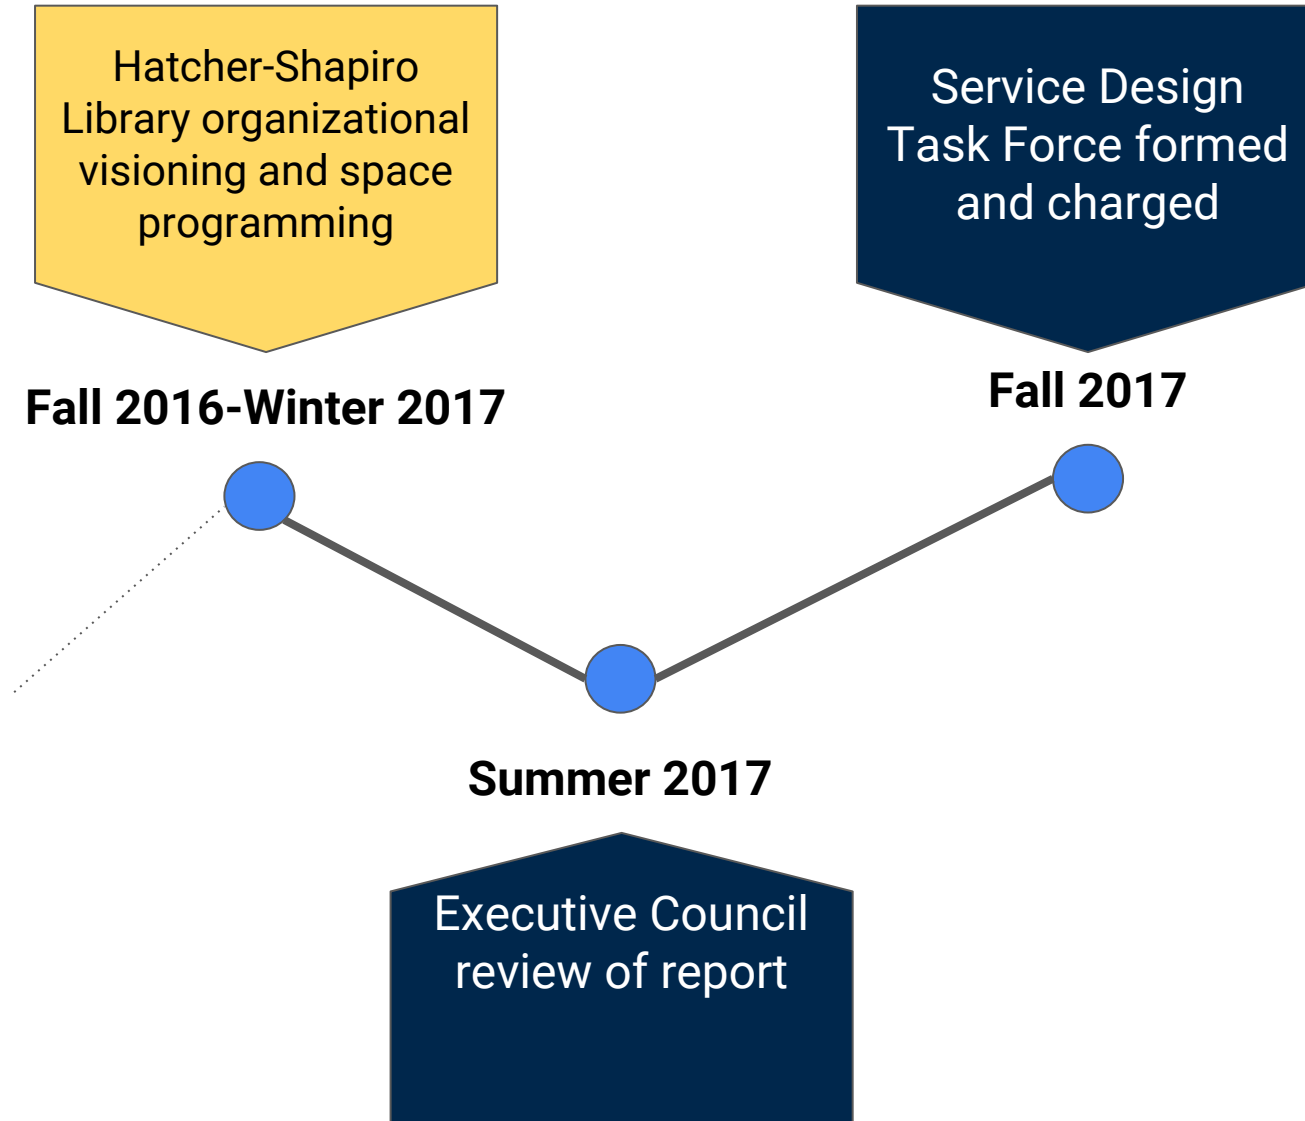 Hatcher-Shapiro
Library organizational
visioning and space
programming
Fall 2016-Winter 2017
Service Design
Task Force formed
and charged
Fall 2017
Summer 2017
Executive Council
review of report